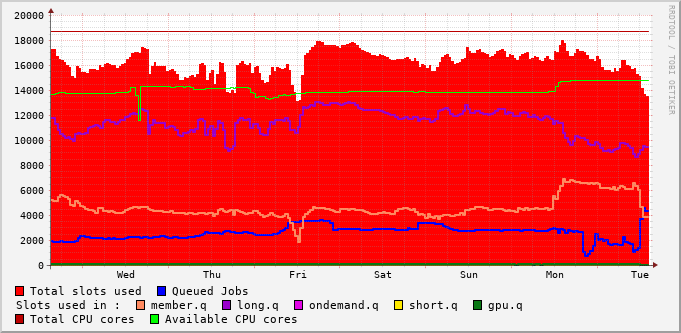 20000
18000
16000
14000
12000
10000
8000
6000
4000
2000
0
Wed Thu Fri Sat Sun Mon Tue
RRDTOOL / TOBI OETIKER
Total slots used Queued Jobs
Slots used in : member.q long.q ondemand.q short.q gpu.q
Total CPU cores Available CPU cores